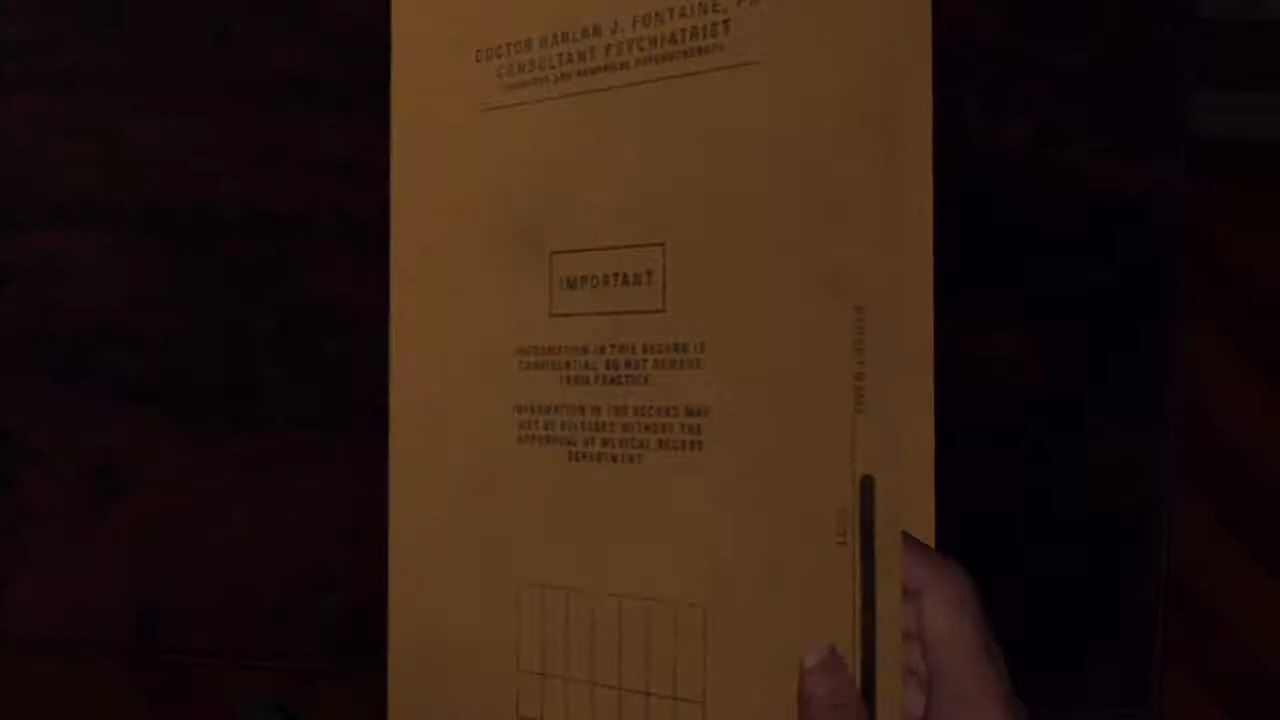 DOCTOR HARLAN J. FONTAINE, PH
CONSULTANT PSYCHIATRIST
IMPORTANT
INFORMATION IN THIS RECORD IS
CONFIDENTIAL. DO NOT REMOVE
FROM PRACTICE.
INFORMATION IN THE RECORD MAY
NOT BE RELEASED WITHOUT THE
APPROVAL OF MEDICAL RECORD
DEPARTMENT.